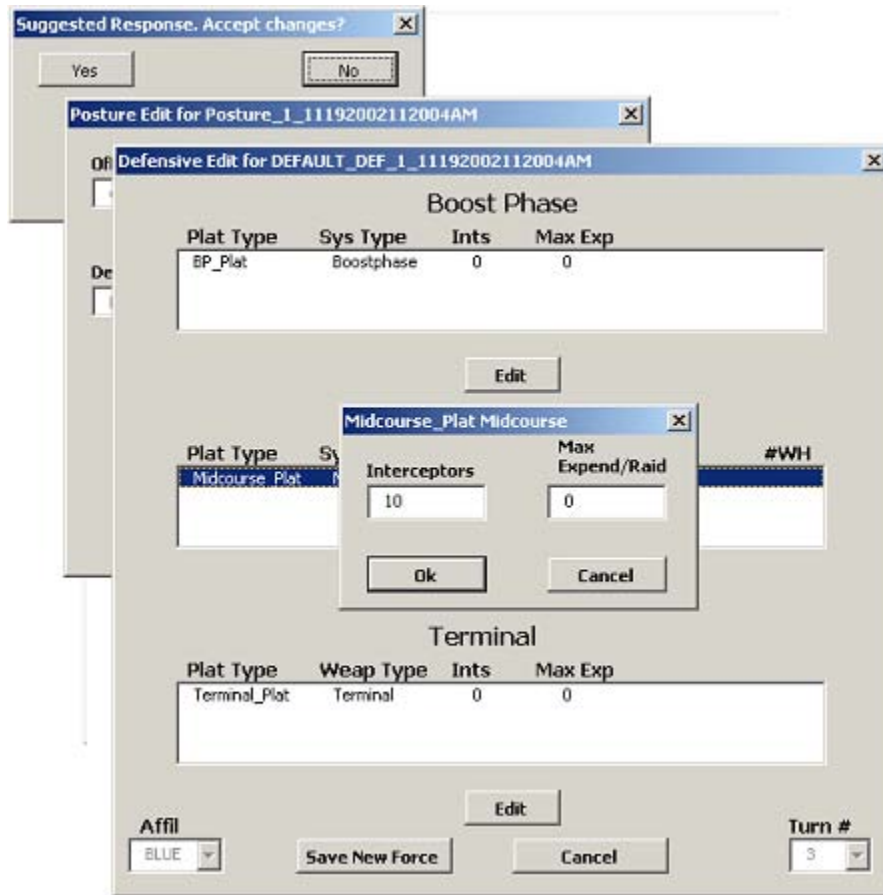 Suggested Response. Accept changes?
Yes No
Posture Edit for Posture_1_11192002112004AM
Defensive Edit for DEFAULT_DEF_1_11192002112004AM
Boost Phase
Plat Type Sys Type Ints Max Exp
BP_Plat Boostphase 0 0
Edit
Midcourse_Plat Midcourse
Plat Type #WH
Midcourse_Plat
Interceptors Max Expend/Raid
10 0
Ok Cancel
Terminal
Plat Type Weap Type Ints Max Exp
Terminal_Plat Terminal 0 0
Edit
Affil Turn #
BLUE Save New Force Cancel 3